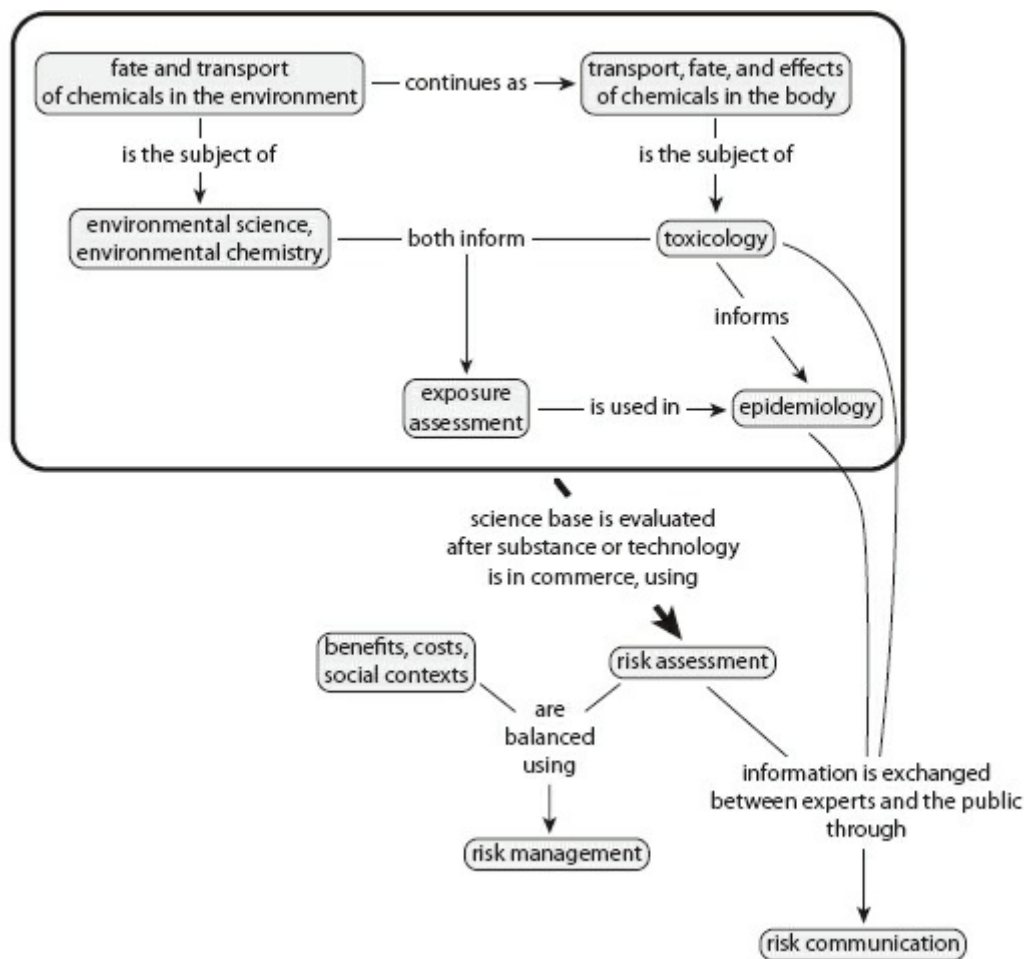 fate and transport
of chemicals in the environment
continues as
transport, fate, and effects
of chemicals in the body
is the subject of
is the subject of
environmental science,
environmental chemistry
both inform
toxicology
informs
exposure
assessment
is used in
epidemiology
science base is evaluated
after substance or technology
is in commerce, using
benefits, costs,
social contexts
risk assessment
are
balanced
using
information is exchanged
between experts and the public
through
risk management
risk communication